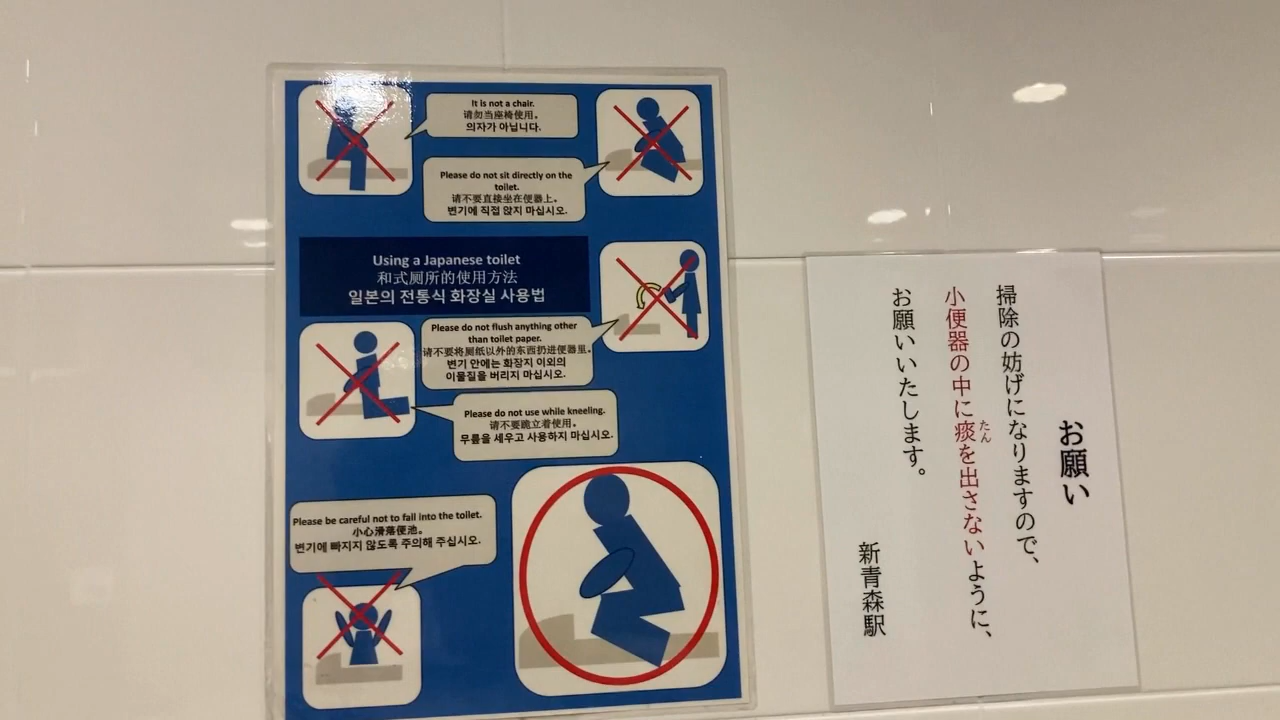 It is not a chair.
请勿当座椅使用。
의자가 아닙니다.
Please do not sit directly on the
toilet.
请不要直接坐在便器上。
변기에 직접 앉지 마십시오.
Using a Japanese toilet
和式厕所的使用方法
일본의 전통식 화장실 사용법
Please do not flush anything other
than toilet paper.
请不要将厕纸以外的东西扔进便器里。
변기 안에는 화장지 이외의
이물질을 버리지 마십시오.
Please do not use while kneeling.
请不要跪立着使用。
무릎을 세우고 사용하지 마십시오.
Please be careful not to fall into the toilet.
小心滑落便池。
변기에 빠지지 않도록 주의해 주십시오.
お願い
掃除の妨げになりますので、
小便器の中に痰を出さないように、
たん
お願いいたします。
新青森駅